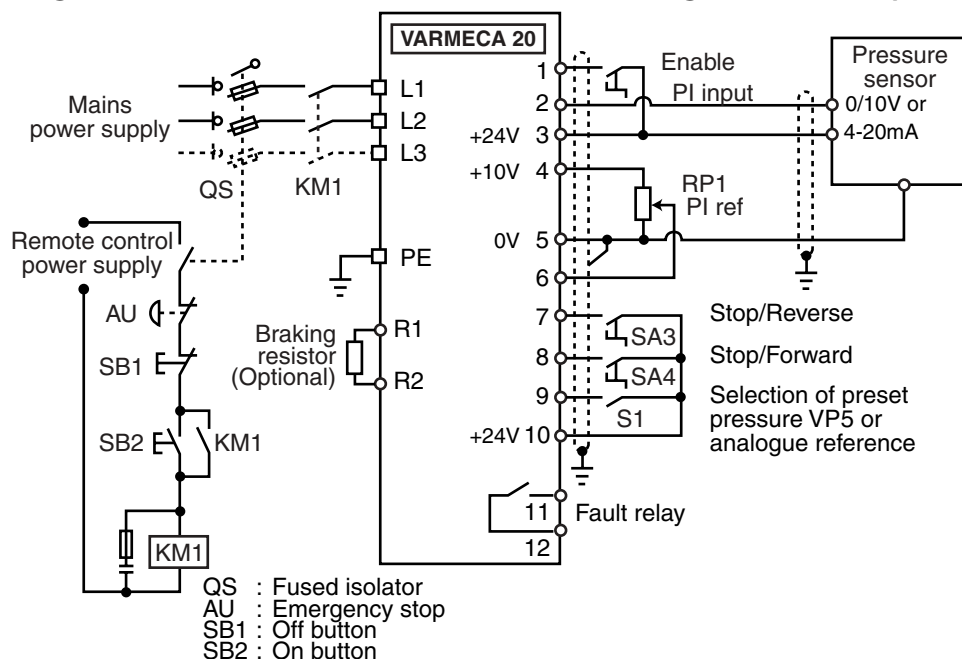 VARMECA 20
Mains
power supply
QS
KM1
L1
L2
L3
PE
R1
R2
Braking
resistor
(Optional)
Remote control
power supply
AU
SB1
SB2
KM1
KM1
1
2
+24V 3
+10V 4
0V 5
6
7
8
9
+24V 10
11
12
Enable
PI input
RP1
PI ref
Pressure
sensor
0/10V or
4-20mA
SA3
SA4
S1
Stop/Reverse
Stop/Forward
Selection of preset
pressure VP5 or
analogue reference
Fault relay
QS : Fused isolator
AU : Emergency stop
SB1 : Off button
SB2 : On button